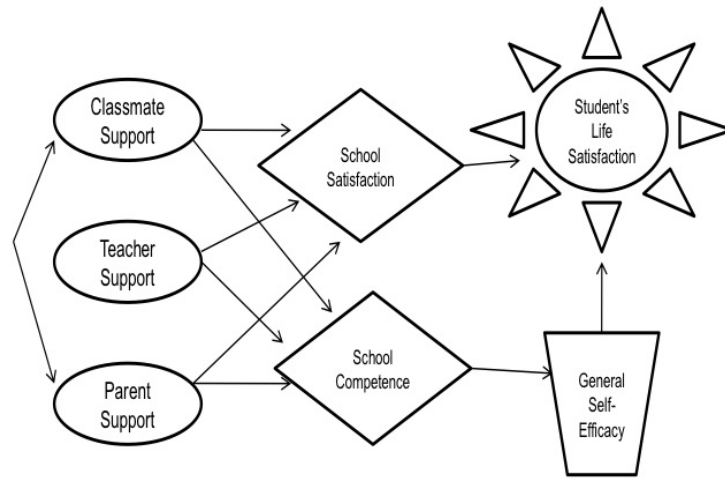 Classmate
Support
Teacher
Support
Parent
Support
School
Satisfaction
School
Competence
Student's
Life
Satisfaction
General
Self-
Efficacy